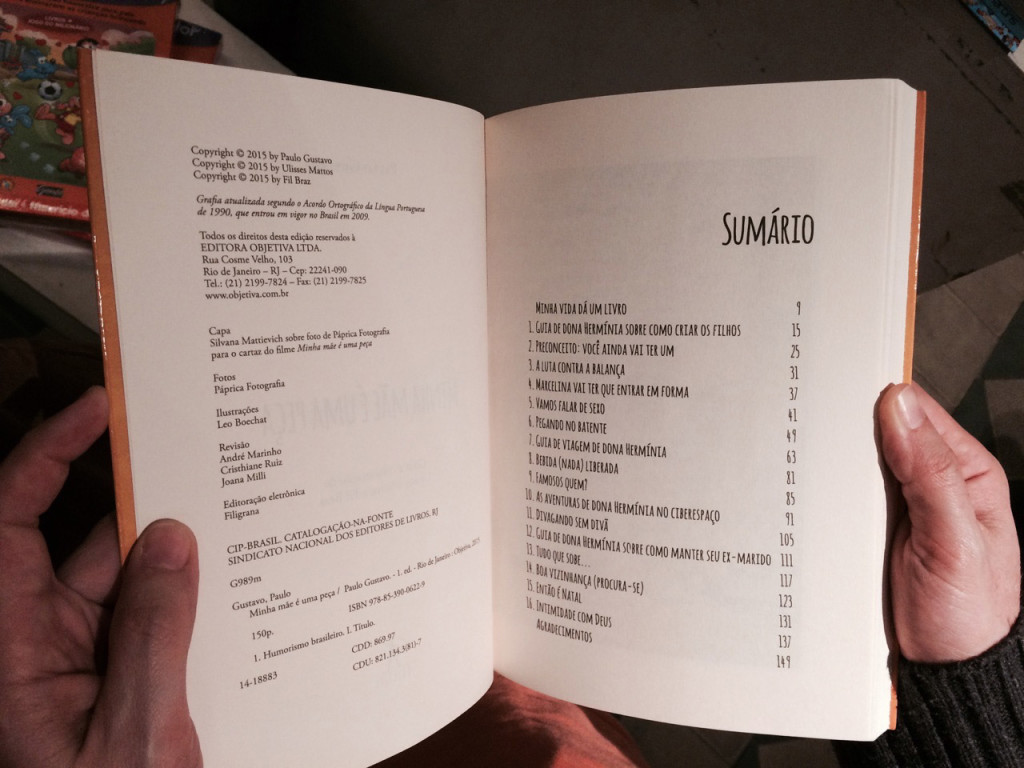 Copyright © 2015 by Paulo Gustavo
Copyright © 2015 by Ulisses Mattos
Copyright © 2015 by Fil Braz
Grafia atualizada segundo o Acordo Ortográfico da Língua Portuguesa
de 1990, que entrou em vigor no Brasil em 2009.
Todos os direitos desta edição reservados à
EDITORA OBJETIVA LTDA.
Rua Cosme Velho, 103
Rio de Janeiro – RJ – Cep: 22241-090
Tel.: (21) 2199-7824 – Fax: (21) 2199-7825
www.objetiva.com.br
Capa
Silvana Mattievich sobre foto de Páprica Fotografia
para o cartaz do filme Minha mãe é uma peça
Fotos
Páprica Fotografia
Ilustrações
Leo Boechat
Revisão
André Marinho
Cristhiane Ruiz
Joana Milli
Editoração eletrônica
Filigrana
CIP-BRASIL. CATALOGAÇÃO-NA-FONTE
SINDICATO NACIONAL DOS EDITORES DE LIVROS, RJ
G989m
Gustavo, Paulo
Minha mãe é uma peça / Paulo Gustavo. - 1. ed. - Rio de Janeiro : Objetiva, 2015
150p. ISBN 978-85-390-0622-9
1. Humorismo brasileiro. I. Título.
14-18883 CDD: 869.97
CDU: 821.134.3(81)-7
SUMÁRIO
MINHA VIDA DÁ UM LIVRO 9
1. GUIA DE DONA HERMÍNIA SOBRE COMO CRIAR OS FILHOS 15
2. PRECONCEITO: VOCÊ AINDA VAI TER UM 25
3. A LUTA CONTRA A BALANÇA 31
4. MARCELINA VAI TER QUE ENTRAR EM FORMA 37
5. VAMOS FALAR DE SEXO 41
6. PEGANDO NO BATENTE 49
7. GUIA DE VIAGEM DE DONA HERMÍNIA 63
8. BEBIDA (NADA) LIBERADA 81
9. FAMOSOS QUEM? 85
10. AS AVENTURAS DE DONA HERMÍNIA NO CIBERESPAÇO 91
11. DIVAGANDO SEM DIVÃ 105
12. GUIA DE DONA HERMÍNIA SOBRE COMO MANTER SEU EX-MARIDO 111
13. TUDO QUE SOBE... 117
14. BOA VIZINHANÇA (PROCURA-SE) 123
15. ENTÃO É NATAL 131
16. INTIMIDADE COM DEUS 137
AGRADECIMENTOS 149